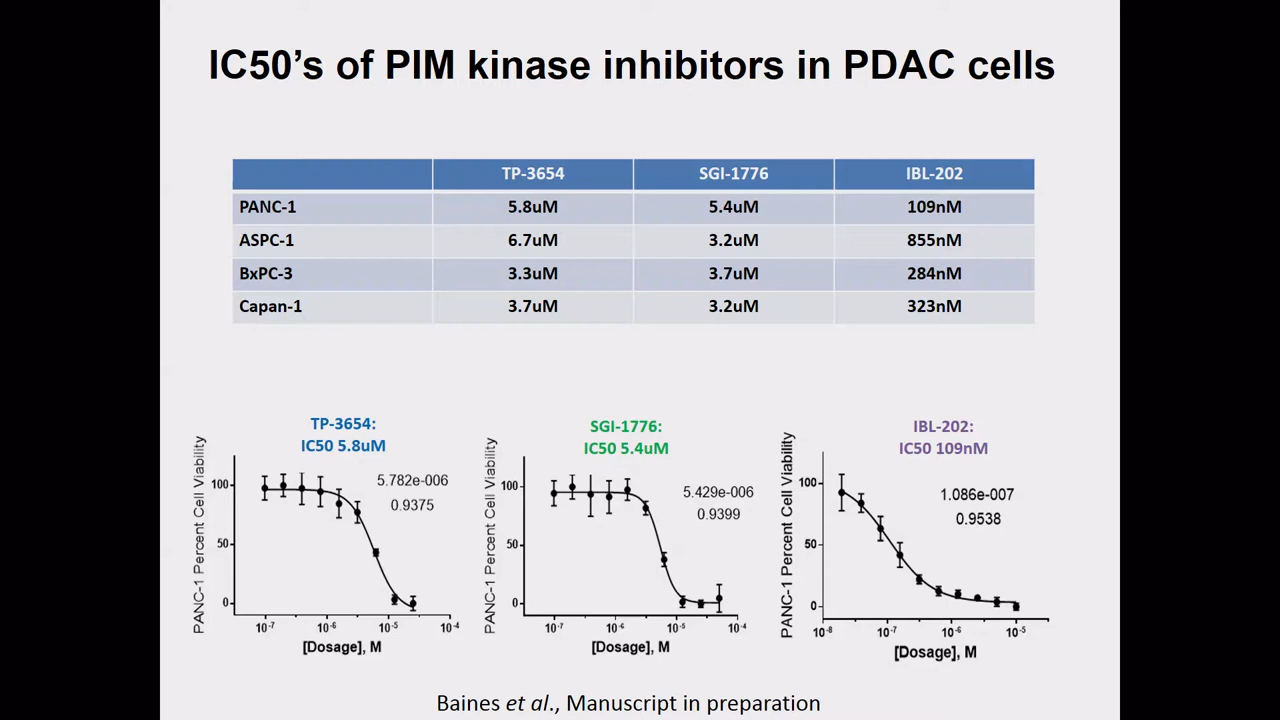 IC50’s of PIM kinase inhibitors in PDAC cells
TP-3654 SGI-1776 IBL-202
PANC-1 5.8uM 5.4uM 109nM
ASPC-1 6.7uM 3.2uM 855nM
BxPC-3 3.3uM 3.7uM 284nM
Capan-1 3.7uM 3.2uM 323nM
TP-3654:
IC50 5.8uM
PANC-1 Percent Cell Viability
100
50
0
5.782e-006
0.9375
10-7 10-6 10-5 10-4
[Dosage], M
SGI-1776:
IC50 5.4uM
PANC-1 Percent Cell Viability
100
50
0
5.429e-006
0.9399
10-7 10-6 10-5 10-4
[Dosage], M
IBL-202:
IC50 109nM
PANC-1 Percent Cell Viability
100
50
0
1.086e-007
0.9538
10-8 10-7 10-6 10-5
[Dosage], M
Baines et al., Manuscript in preparation